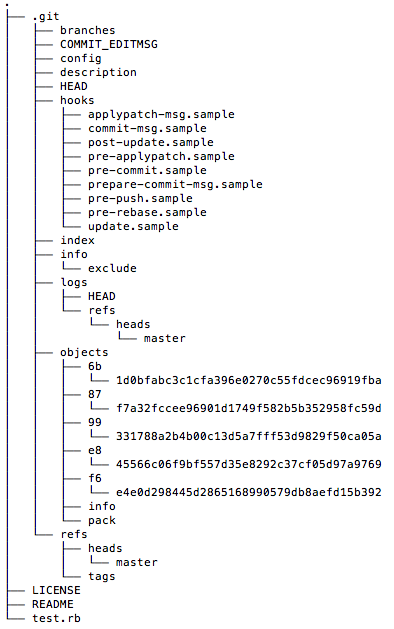 .
├── .git
│   ├── branches
│   ├── COMMIT_EDITMSG
│   ├── config
│   ├── description
│   ├── HEAD
│   ├── hooks
│   │   ├── applypatch-msg.sample
│   │   ├── commit-msg.sample
│   │   ├── post-update.sample
│   │   ├── pre-applypatch.sample
│   │   ├── pre-commit.sample
│   │   ├── prepare-commit-msg.sample
│   │   ├── pre-push.sample
│   │   ├── pre-rebase.sample
│   │   └── update.sample
│   ├── index
│   ├── info
│   │   └── exclude
│   ├── logs
│   │   ├── HEAD
│   │   └── refs
│   │       └── heads
│   │           └── master
│   ├── objects
│   │   ├── 6b
│   │   │   └── 1d0bfabc3c1cfa396e0270c55fdcec96919fba
│   │   ├── 87
│   │   │   └── f7a32fccee96901d1749f582b5b352958fc59d
│   │   ├── 99
│   │   │   └── 331788a2b4b00c13d5a7fff53d9829f50ca05a
│   │   ├── e8
│   │   │   └── 45566c06f9bf557d35e8292c37cf05d97a9769
│   │   ├── f6
│   │   │   └── e4e0d298445d2865168990579db8aefd15b392
│   │   ├── info
│   │   └── pack
│   └── refs
│       ├── heads
│       │   └── master
│       └── tags
├── LICENSE
├── README
└── test.rb